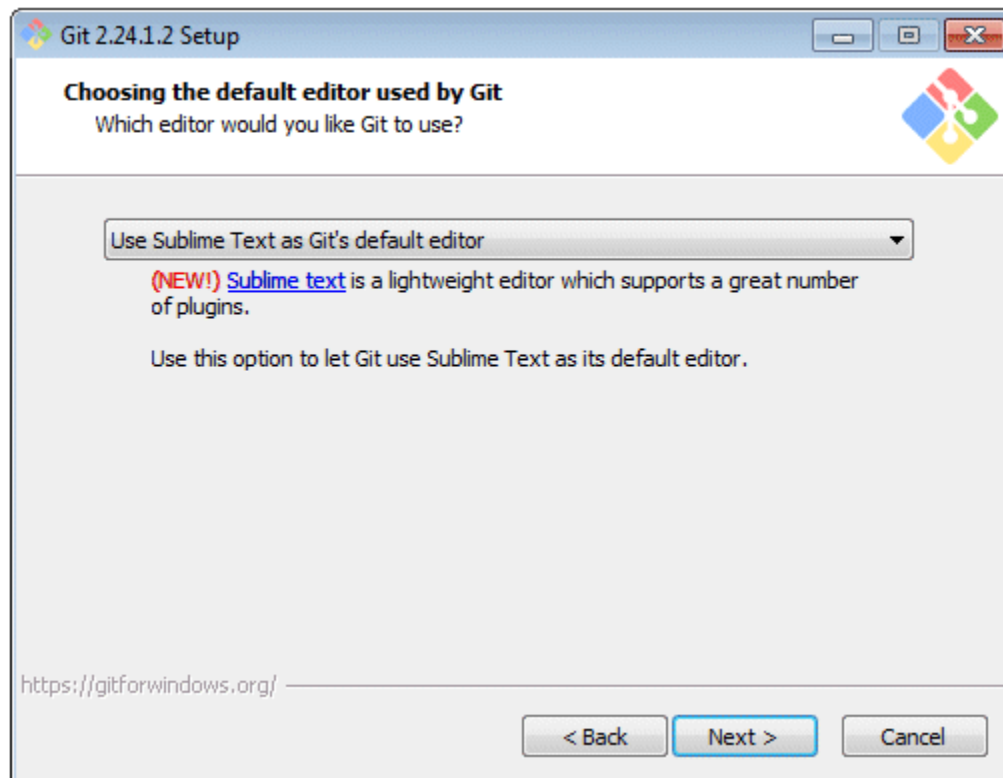 Git 2.24.1.2 Setup
Choosing the default editor used by Git
Which editor would you like Git to use?
Use Sublime Text as Git's default editor
(NEW!) Sublime text is a lightweight editor which supports a great number
of plugins.
Use this option to let Git use Sublime Text as its default editor.
https://gitforwindows.org/
< Back
Next >
Cancel